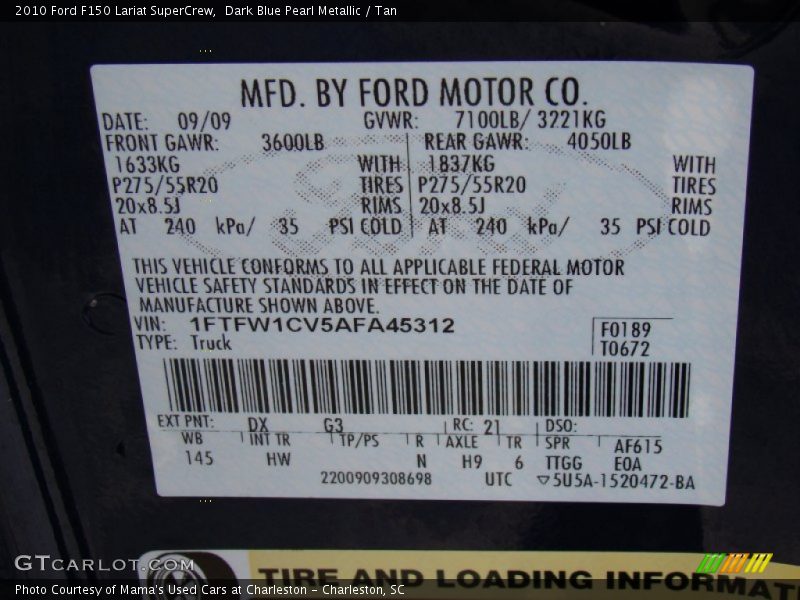 2010 Ford F150 Lariat SuperCrew, Dark Blue Pearl Metallic / Tan
MFD. BY FORD MOTOR CO.
DATE: 09/09 GVWR: 7100LB/ 3221KG
FRONT GAWR: 3600LB REAR GAWR: 4050LB
1633KG WITH 1837KG WITH
P275/55R20 TIRES P275/55R20 TIRES
20x8.5J RIMS 20x8.5J RIMS
AT 240 kPa/ 35 PSI COLD AT 240 kPa/ 35 PSI COLD
THIS VEHICLE CONFORMS TO ALL APPLICABLE FEDERAL MOTOR
VEHICLE SAFETY STANDARDS IN EFFECT ON THE DATE OF
MANUFACTURE SHOWN ABOVE.
VIN: 1FTFW1CV5AFA45312 F0189
TYPE: Truck T0672
EXT PNT: DX G3 RC: 21 DSO:
WB INT TR TP/PS R AXLE TR SPR AF615
145 HW N H9 6 TTGG E0A
2200909308698 UTC ▽5U5A-1520472-BA
GTCARLOT.COM
TIRE AND LOADING INFORMAT
Photo Courtesy of Mama's Used Cars at Charleston - Charleston, SC